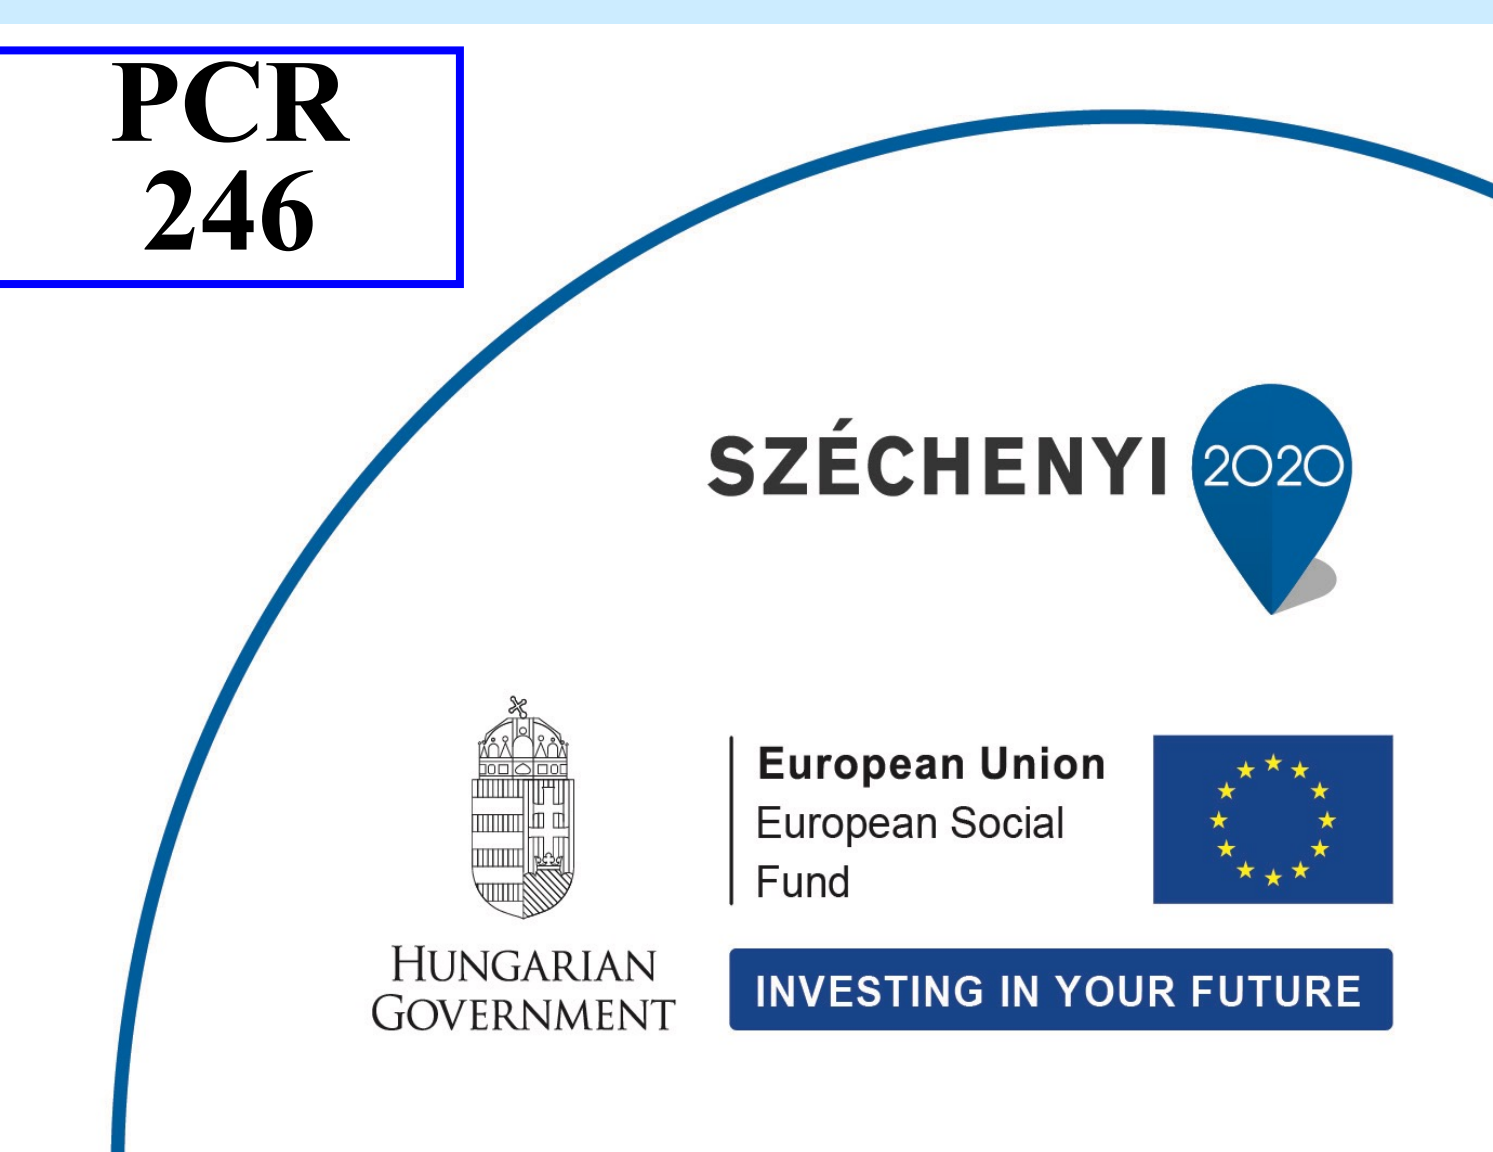 PCR
246
SZÉCHENYI 2020
European Union
European Social
Fund
HUNGARIAN
GOVERNMENT
INVESTING IN YOUR FUTURE